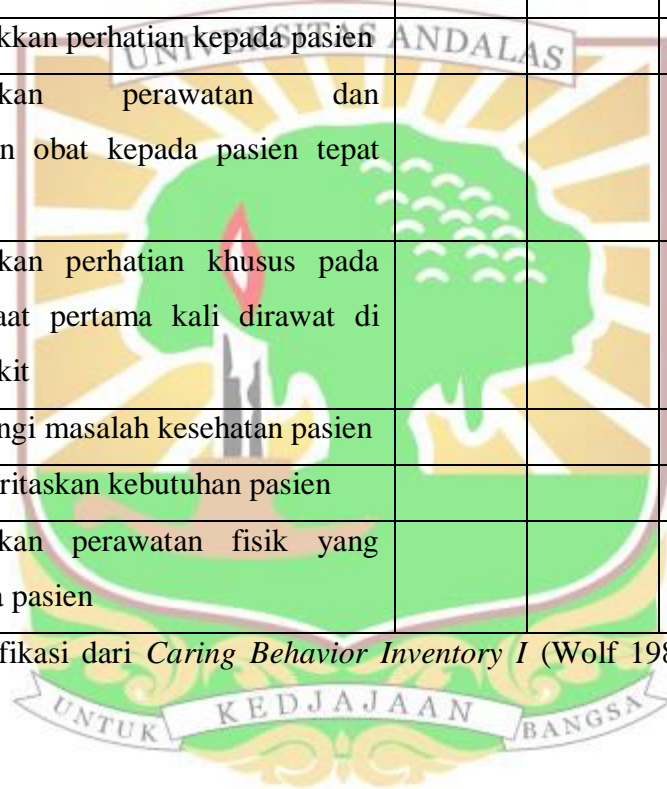 kkan perhatian kepada pasien
UNIVERSITAS ANDALAS
kan perawatan dan
n obat kepada pasien tepat
kan perhatian khusus pada
aat pertama kali dirawat di
kit
ngi masalah kesehatan pasien
ritaskan kebutuhan pasien
kan perawatan fisik yang
pasien
fikasi dari Caring Behavior Inventory I (Wolf 198
UNTUK KEDJAJAAN BANGSA